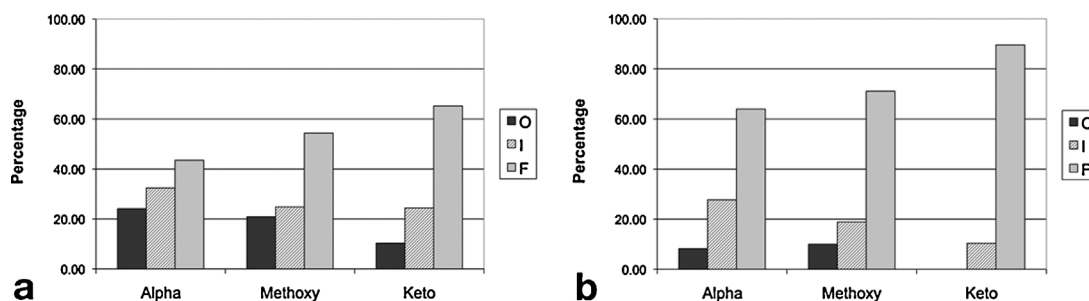 100.00
80.00
60.00
40.00
20.00
0.00
Percentage
Alpha Methoxy Keto
O
I
F
a
100.00
80.00
60.00
40.00
20.00
0.00
Percentage
Alpha Methoxy Keto
O
I
F
b